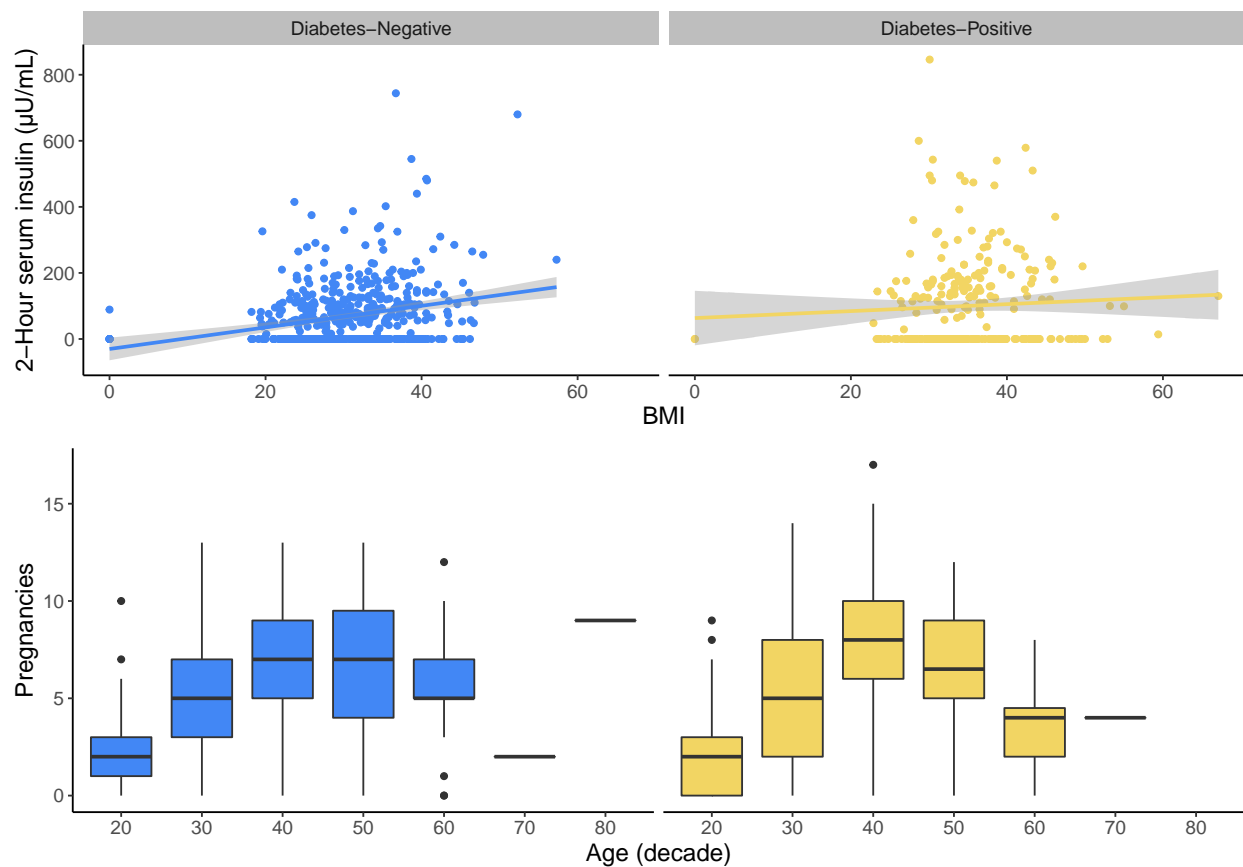 Diabetes−Negative Diabetes−Positive
2−Hour serum insulin (μU/mL)
800
600
400
200
0
0 20 40 60 0 20 40 60
BMI
Pregnancies
15
10
5
0
20 30 40 50 60 70 80 20 30 40 50 60 70 80
Age (decade)